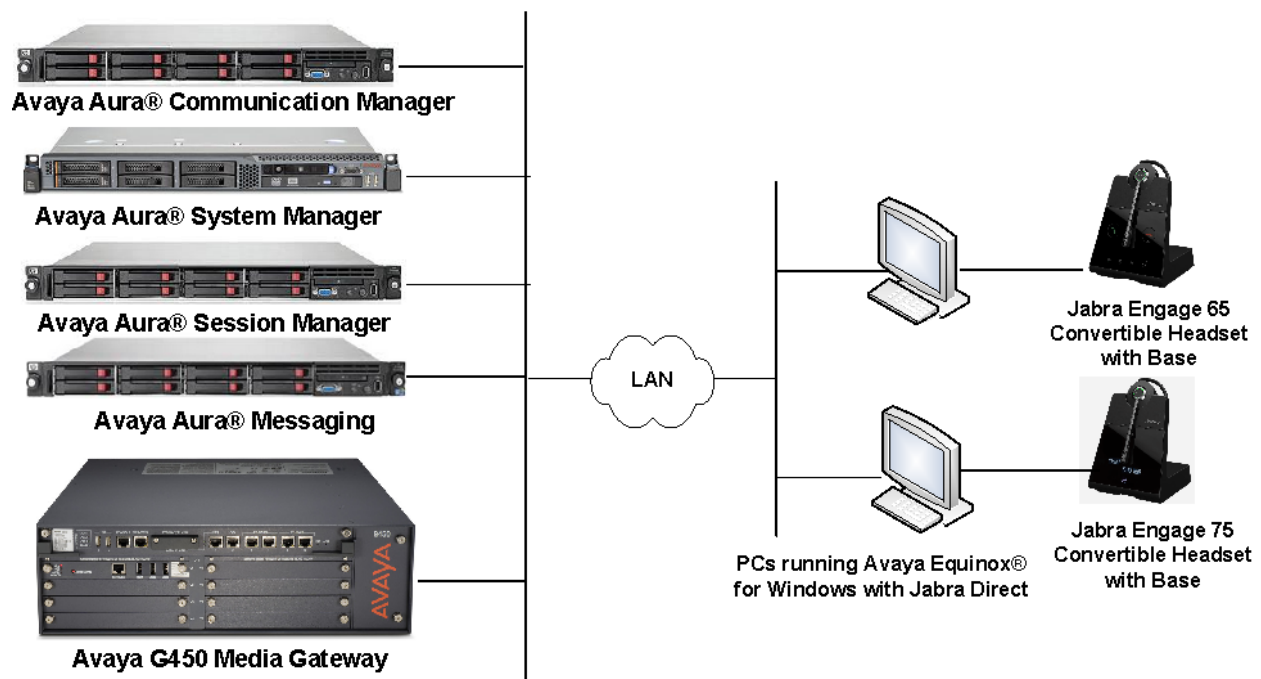 Avaya Aura® Communication Manager
Avaya Aura® System Manager
Avaya Aura® Session Manager
Avaya Aura® Messaging
G450
AVAYA
Avaya G450 Media Gateway
LAN
PCs running Avaya Equinox®
for Windows with Jabra Direct
Jabra Engage 65
Convertible Headset
with Base
Jabra Engage 75
Convertible Headset
with Base